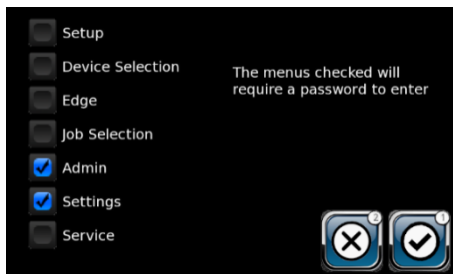 Setup
Device Selection
The menus checked will
require a password to enter
Edge
Job Selection
Admin
Settings
Service
2
1